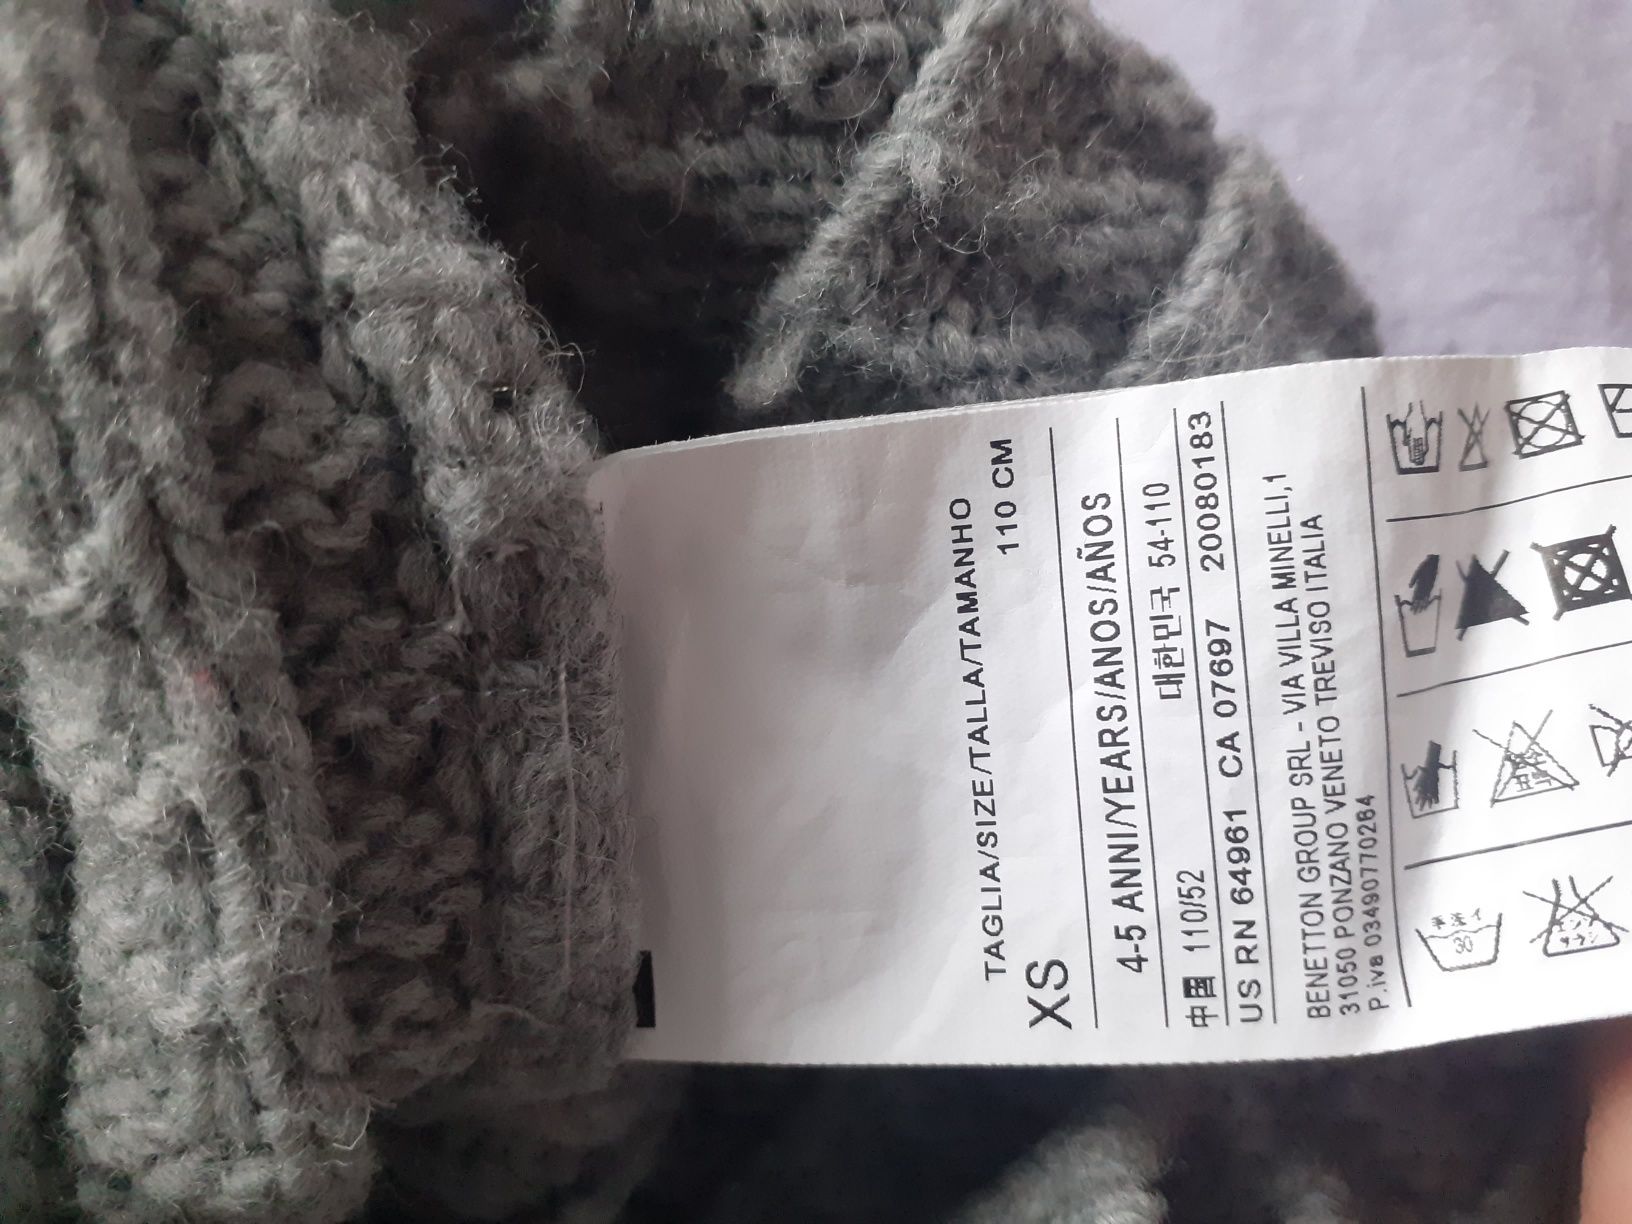 TAGLIA/SIZE/TALLA/TAMANHO
110 CM
XS
4-5 ANNI/YEARS/ANOS/AÑOS
대한민국 54-110
中国 110/52
US RN 64961 CA 07697 20080183
BENETTON GROUP SRL - VIA VILLA MINELLI,1
31050 PONZANO VENETO TREVISO ITALIA
P.iva 03490770264
30